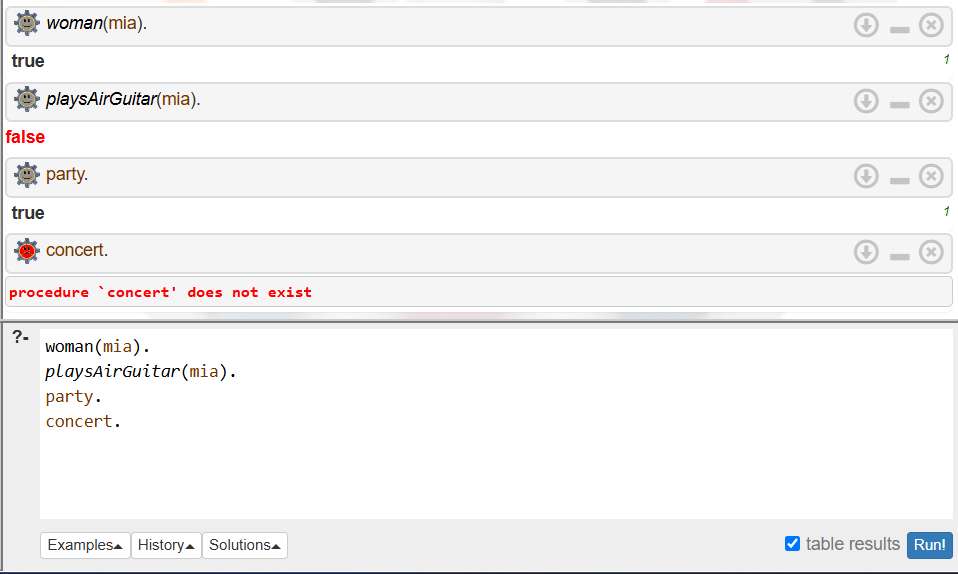 woman(mia).
true 1
playsAirGuitar(mia).
false
party.
true 1
concert.
procedure `concert' does not exist
?- woman(mia).
playsAirGuitar(mia).
party.
concert.
Examples▴ History▴ Solutions▴ table results Run!